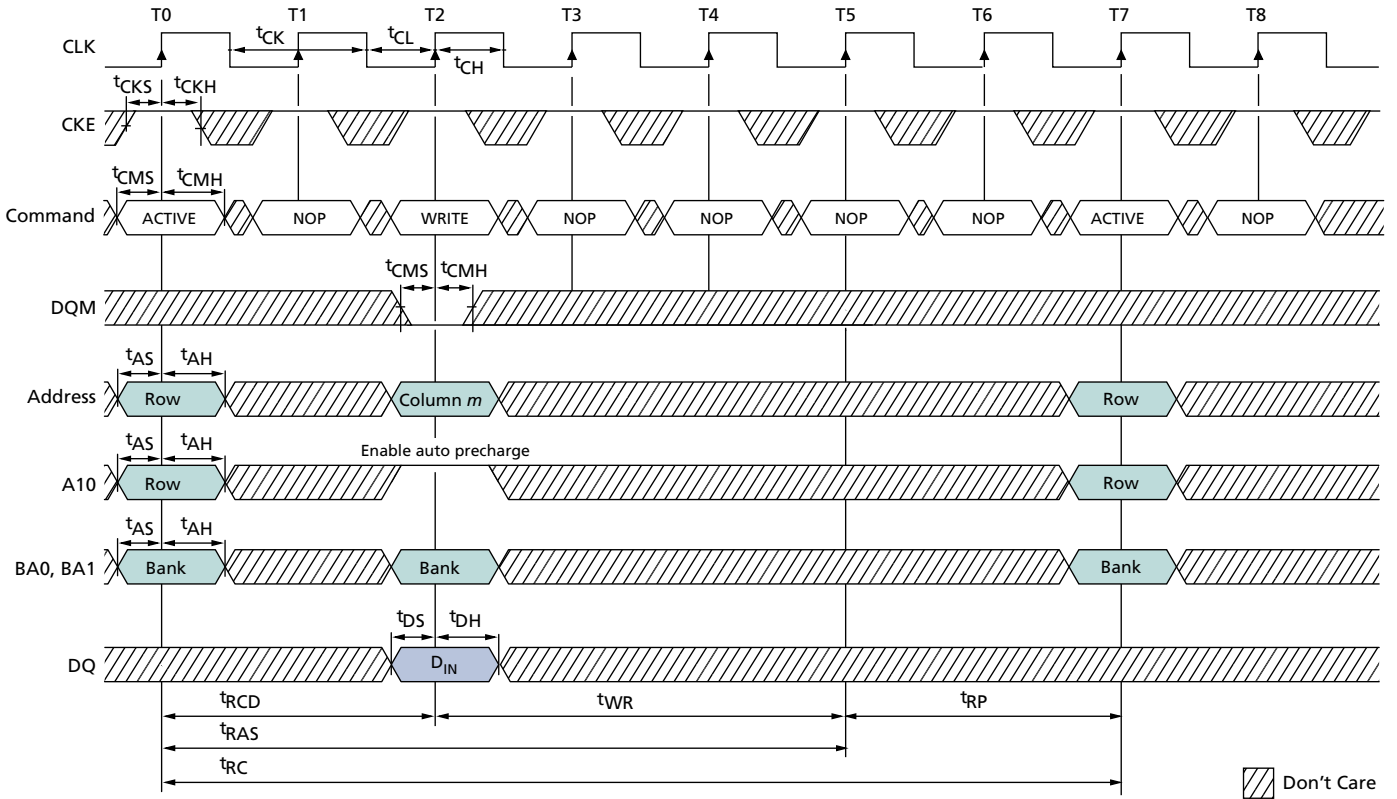 T0 T1 T2 T3 T4 T5 T6 T7 T8
CLK
tCK tCL
tCH
tCKS tCKH
CKE
tCMS tCMH
Command ACTIVE NOP WRITE NOP NOP NOP NOP ACTIVE NOP
tCMS tCMH
DQM
tAS tAH
Address Row Column m Row
tAS tAH Enable auto precharge
A10 Row Row
tAS tAH
BA0, BA1 Bank Bank Bank
tDS tDH
DQ DIN
tRCD tWR tRP
tRAS
tRC
Don't Care